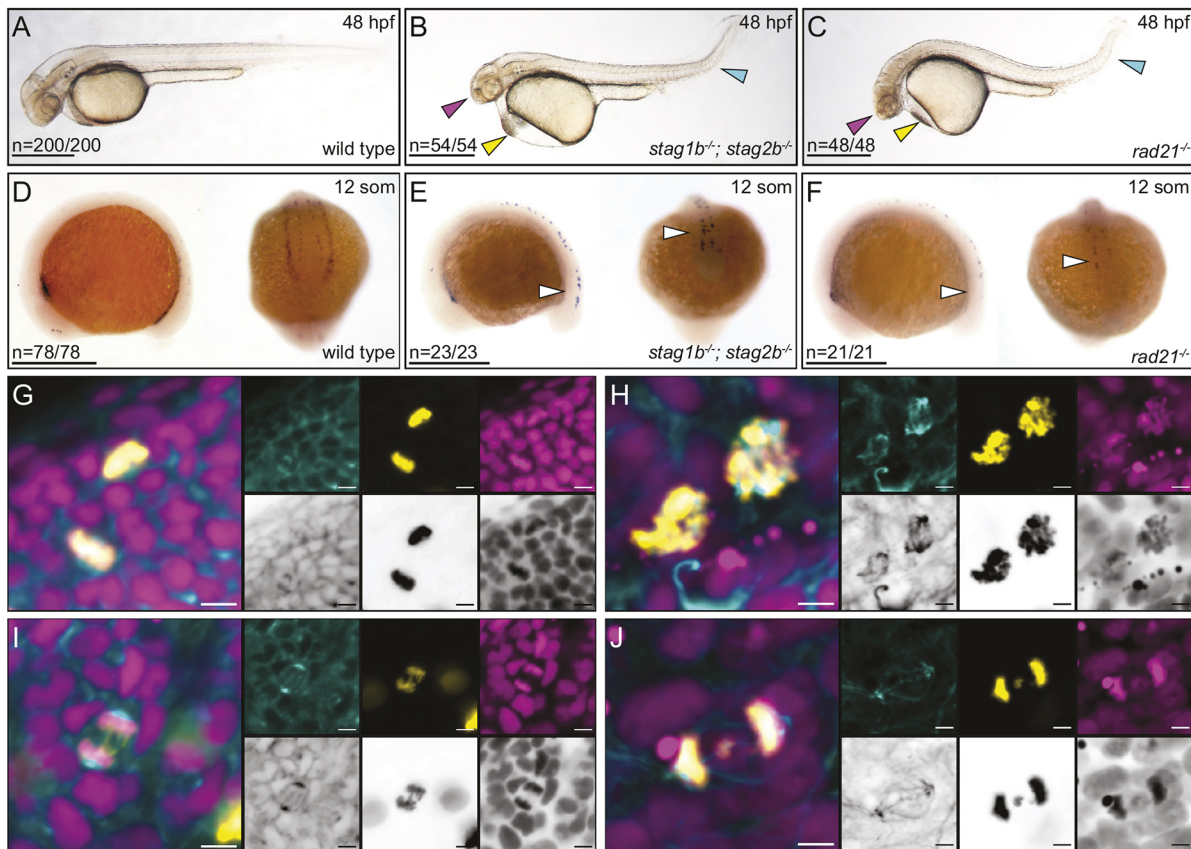 A
48 hpf
n=200/200
wild type
B
48 hpf
n=54/54
stag1b-/-; stag2b-/-
C
48 hpf
n=48/48
rad21-/-
D
12 som
n=78/78
wild type
E
12 som
n=23/23
stag1b-/-; stag2b-/-
F
12 som
n=21/21
rad21-/-
G
H
I
J